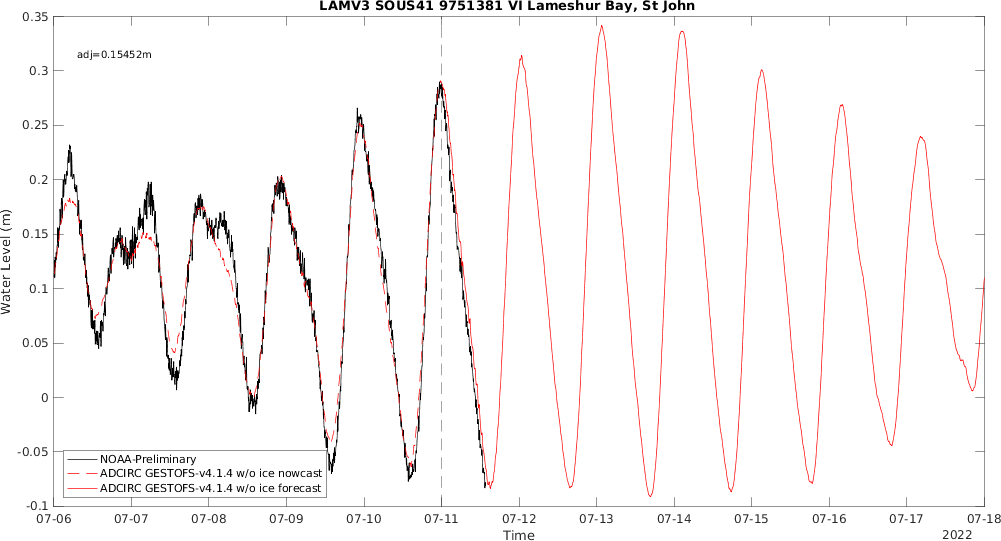 LAMV3 SOUS41 9751381 VI Lameshur Bay, St John
0.35
adj=0.15452m
0.3
0.25
0.2
0.15
0.1
0.05
0
-0.05
-0.1
Water Level (m)
NOAA-Preliminary
ADCIRC GESTOFS-v4.1.4 w/o ice nowcast
ADCIRC GESTOFS-v4.1.4 w/o ice forecast
07-06 07-07 07-08 07-09 07-10 07-11 07-12 07-13 07-14 07-15 07-16 07-17 07-18
Time
2022